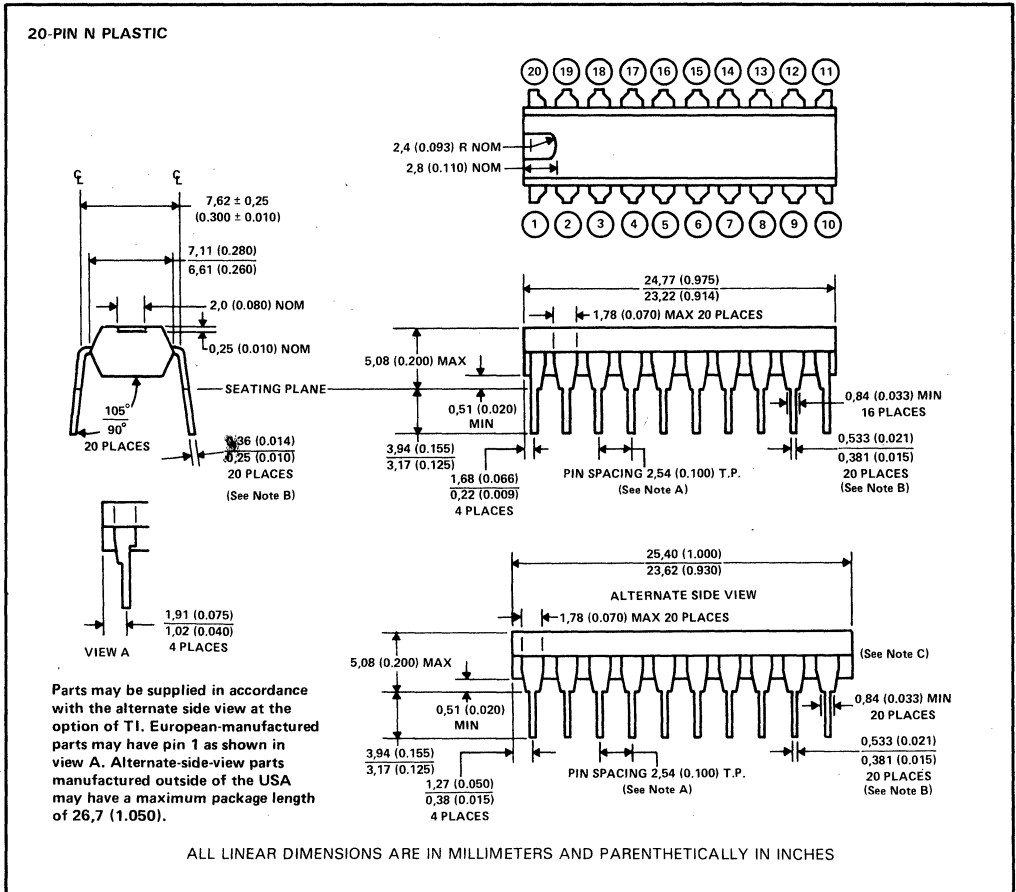 20-PIN N PLASTIC
20 19 18 17 16 15 14 13 12 11
2,4 (0.093) R NOM
2,8 (0.110) NOM
1 2 3 4 5 6 7 8 9 10
℄ ℄
7,62 ± 0,25
(0.300 ± 0.010)
7,11 (0.280)
6,61 (0.260)
2,0 (0.080) NOM
0,25 (0.010) NOM
SEATING PLANE
105°
90°
20 PLACES
0,36 (0.014)
0,25 (0.010)
20 PLACES
(See Note B)
24,77 (0.975)
23,22 (0.914)
1,78 (0.070) MAX 20 PLACES
5,08 (0.200) MAX
0,51 (0.020)
MIN
3,94 (0.155)
3,17 (0.125)
1,68 (0.066)
0,22 (0.009)
4 PLACES
PIN SPACING 2,54 (0.100) T.P.
(See Note A)
0,84 (0.033) MIN
16 PLACES
0,533 (0.021)
0,381 (0.015)
20 PLACES
(See Note B)
1,91 (0.075)
1,02 (0.040)
4 PLACES
VIEW A
25,40 (1.000)
23,62 (0.930)
ALTERNATE SIDE VIEW
1,78 (0.070) MAX 20 PLACES
(See Note C)
5,08 (0.200) MAX
0,51 (0.020)
MIN
3,94 (0.155)
3,17 (0.125)
1,27 (0.050)
0,38 (0.015)
4 PLACES
PIN SPACING 2,54 (0.100) T.P.
(See Note A)
0,84 (0.033) MIN
20 PLACES
0,533 (0.021)
0,381 (0.015)
20 PLACES
(See Note B)
Parts may be supplied in accordance
with the alternate side view at the
option of TI. European-manufactured
parts may have pin 1 as shown in
view A. Alternate-side-view parts
manufactured outside of the USA
may have a maximum package length
of 26,7 (1.050).
ALL LINEAR DIMENSIONS ARE IN MILLIMETERS AND PARENTHETICALLY IN INCHES